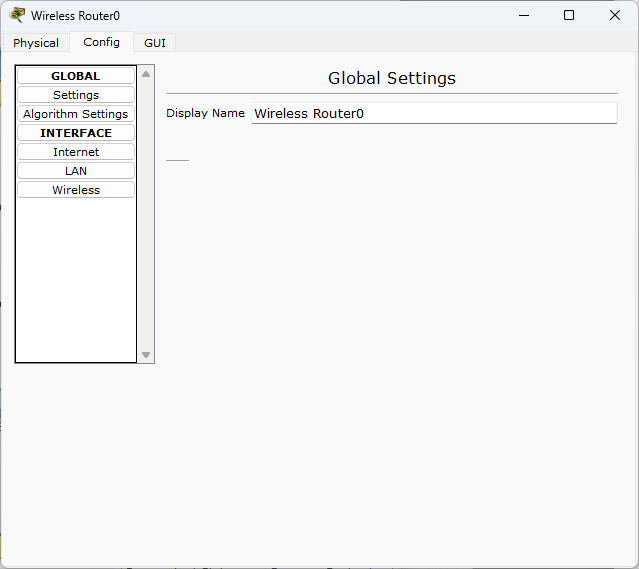 Wireless Router0
Physical Config GUI
GLOBAL
Settings
Algorithm Settings
INTERFACE
Internet
LAN
Wireless
Global Settings
Display Name Wireless Router0